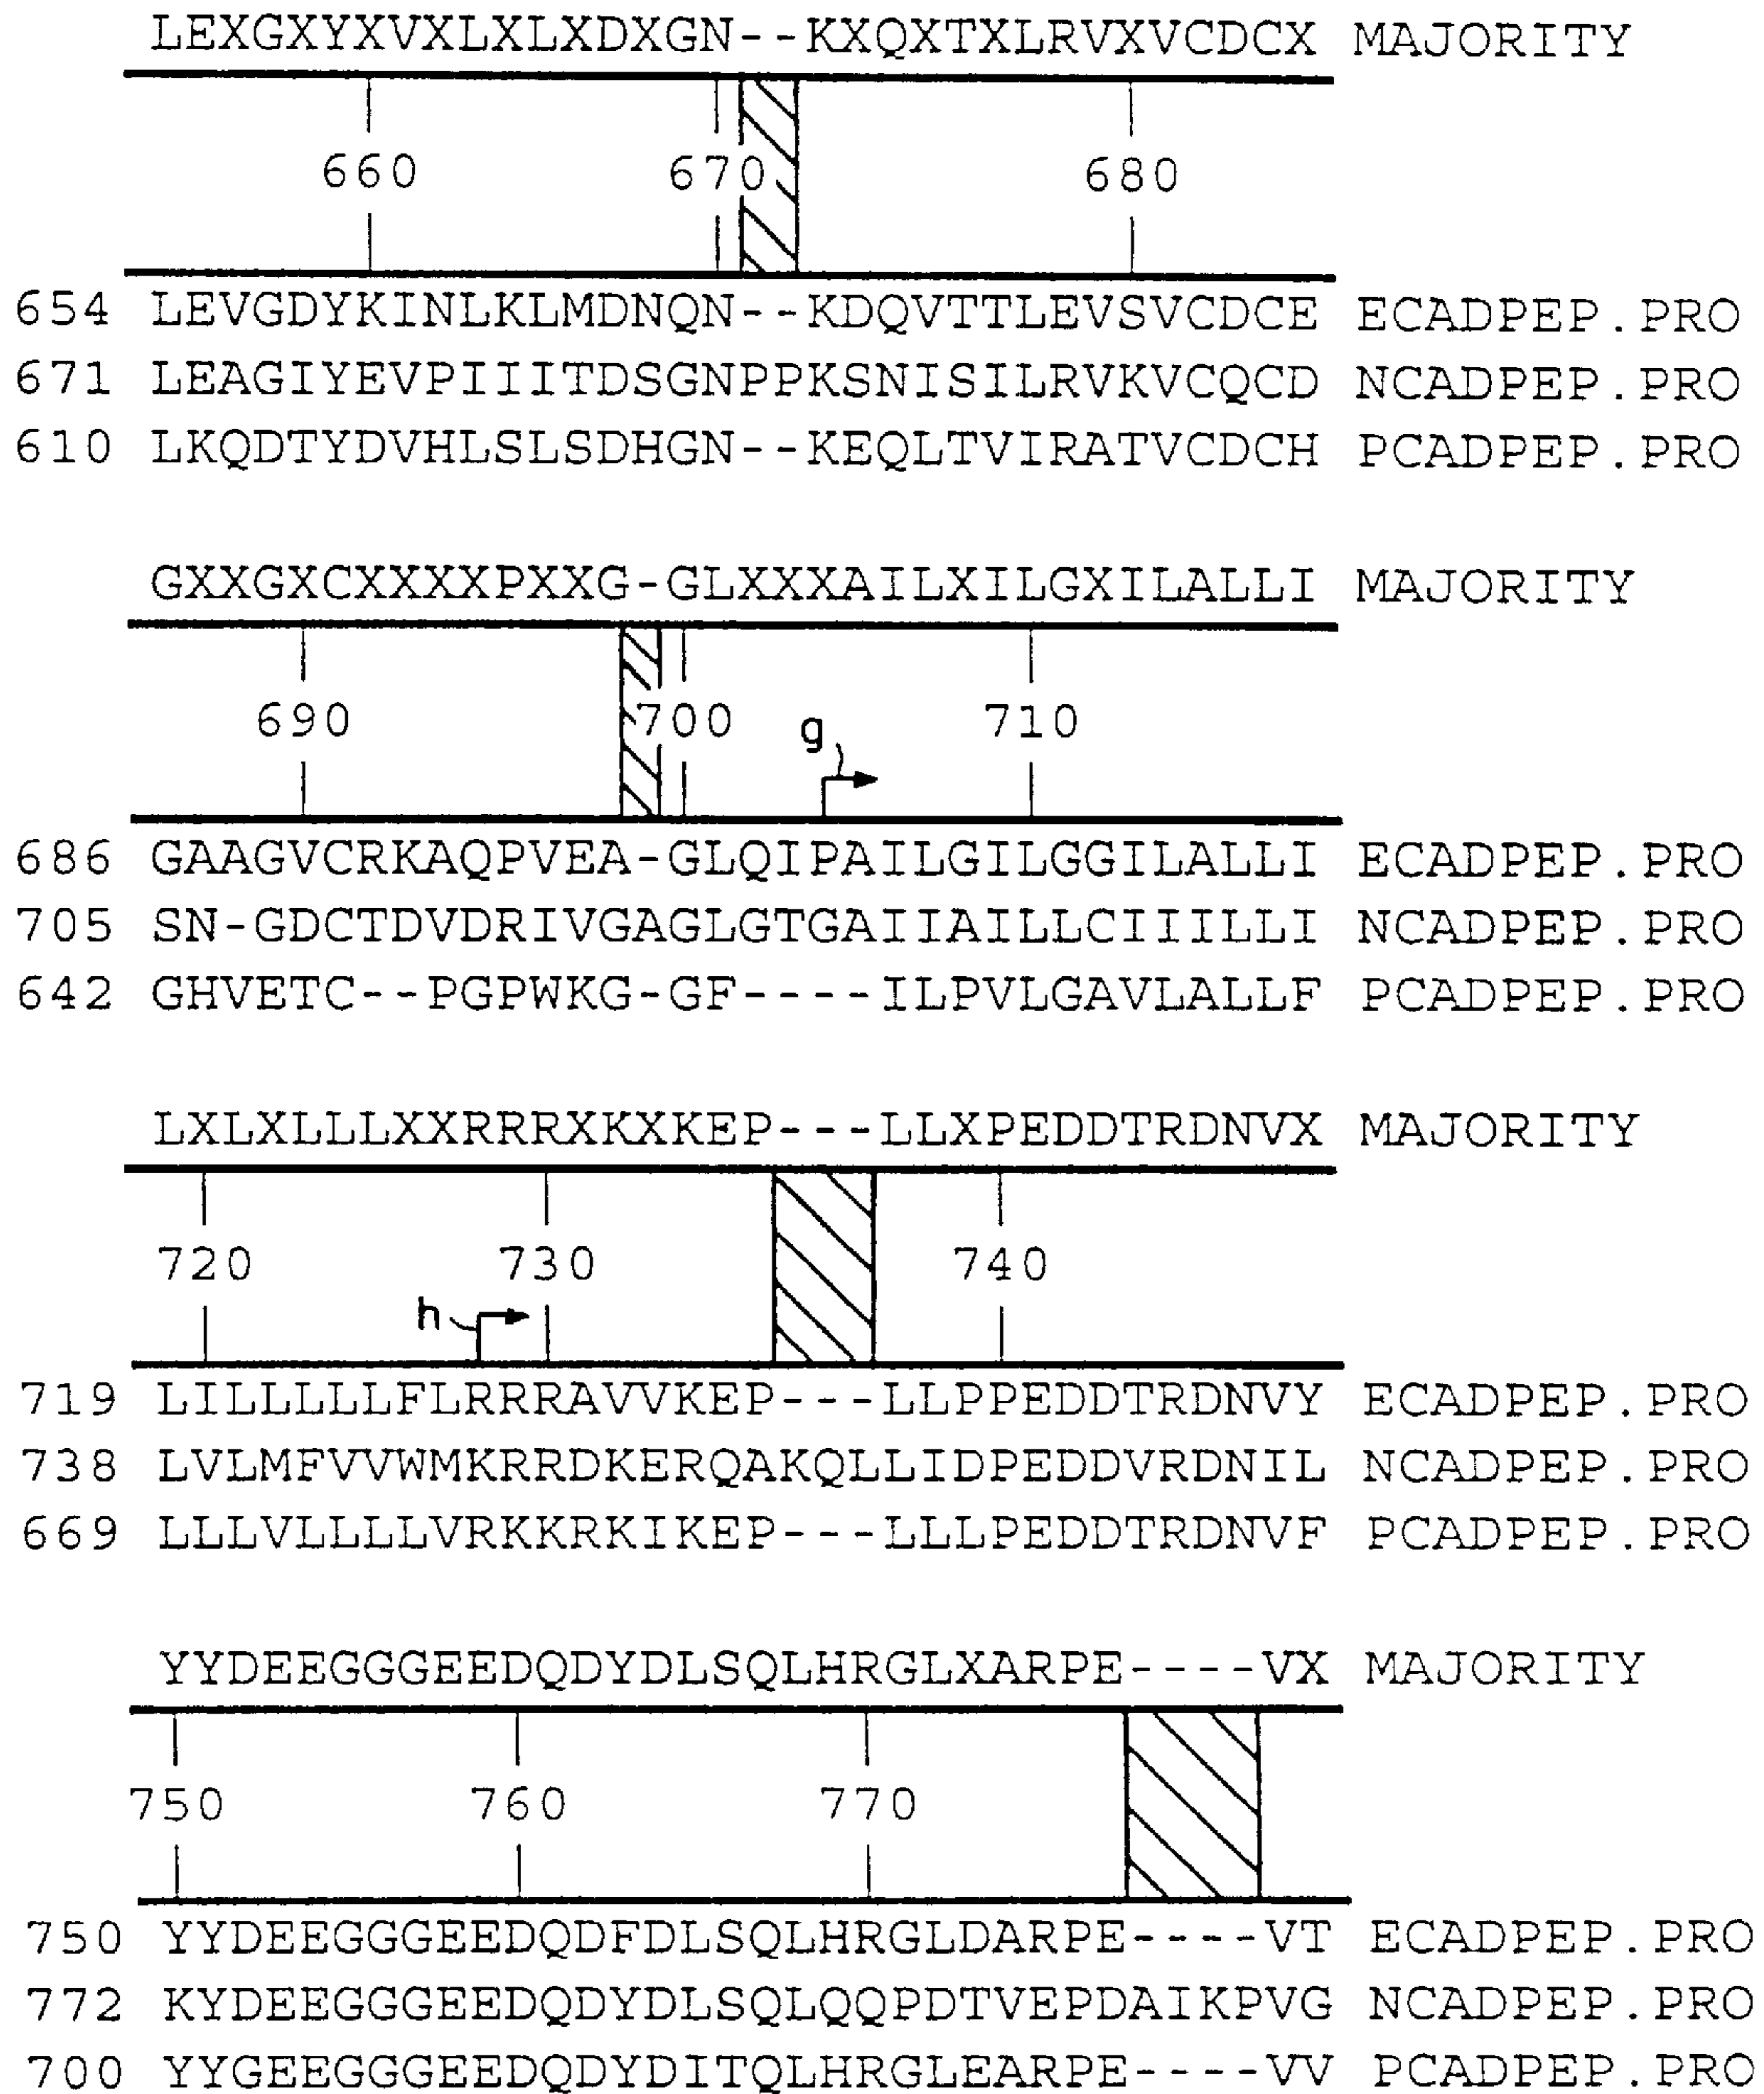 LEXGXYXVXLXLXDXGN--KXQXTXLRVXVCDCX MAJORITY
660 670 680
654 LEVGDYKINLKLMDNQN--KDQVTTLEVSVCDCE ECADPEP.PRO
671 LEAGIYEVPIIITDSGNPPKSNISILRVKVCQCD NCADPEP.PRO
610 LKQDTYDVHLSLSDHGN--KEQLTVIRATVCDCH PCADPEP.PRO
GXXGXCXXXXPXXG-GLXXXAILXILGXILALLI MAJORITY
690 700 g 710
686 GAAGVCRKAQPVEA-GLQIPAILGILGGILALLI ECADPEP.PRO
705 SN-GDCTDVDRIVGAGLGTGAIIAILLCIIILLI NCADPEP.PRO
642 GHVETC--PGPWKG-GF----ILPVLGAVLALLF PCADPEP.PRO
LXLXLLLXXRRRXKXKEP---LLXPEDDTRDNVX MAJORITY
720 730 740
h
719 LILLLLLLFLRRRAVVKEP---LLPPEDDTRDNVY ECADPEP.PRO
738 LVLMFVVWMKRRDKERQAKQLLIDPEDDVRDNIL NCADPEP.PRO
669 LLLVLLLLVRKKRKIKEP---LLLPEDDTRDNVF PCADPEP.PRO
YYDEEGGGEEDQDYDLSQLHRGLXARPE----VX MAJORITY
750 760 770
750 YYDEEGGGEEDQDFDLSQLHRGLDARPE----VT ECADPEP.PRO
772 KYDEEGGGEEDQDYDLSQLQQPDTVEPDAIKPVG NCADPEP.PRO
700 YYGEEGGGEEDQDYDITQLHRGLEARPE----VV PCADPEP.PRO